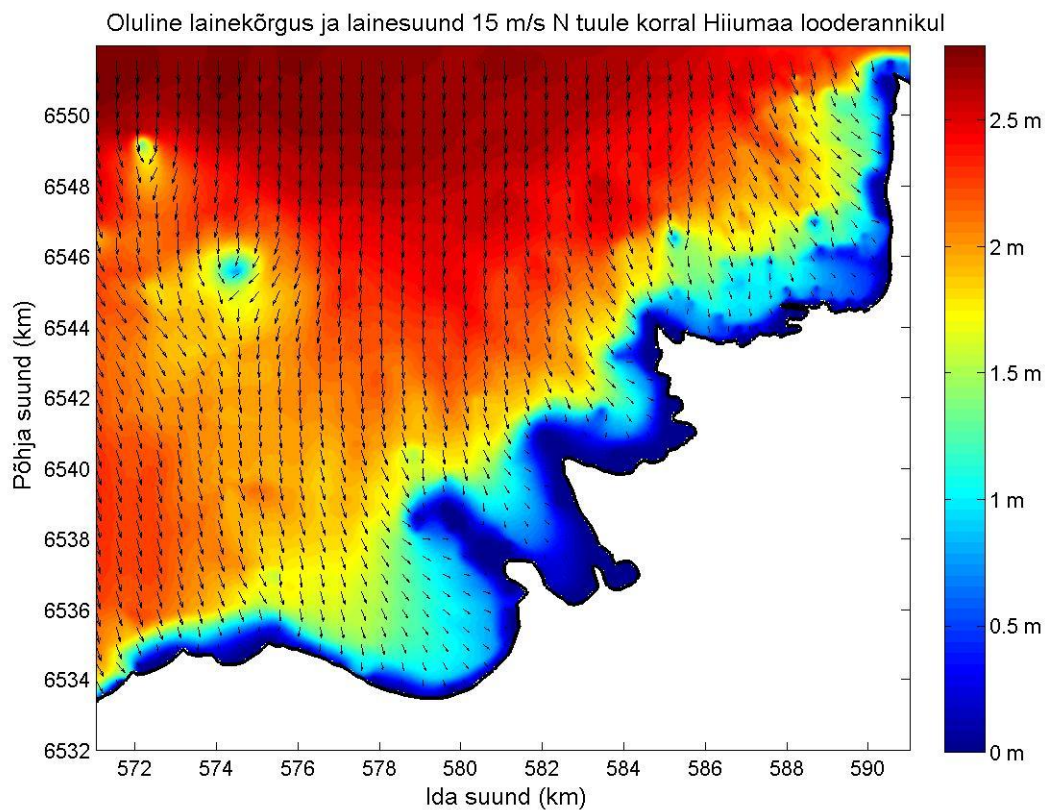 Oluline lainekõrgus ja lainesuund 15 m/s N tuule korral Hiiumaa looderannikul
Põhja suund (km)
6550
6548
6546
6544
6542
6540
6538
6536
6534
6532
572 574 576 578 580 582 584 586 588 590
Ida suund (km)
2.5 m
2 m
1.5 m
1 m
0.5 m
0 m